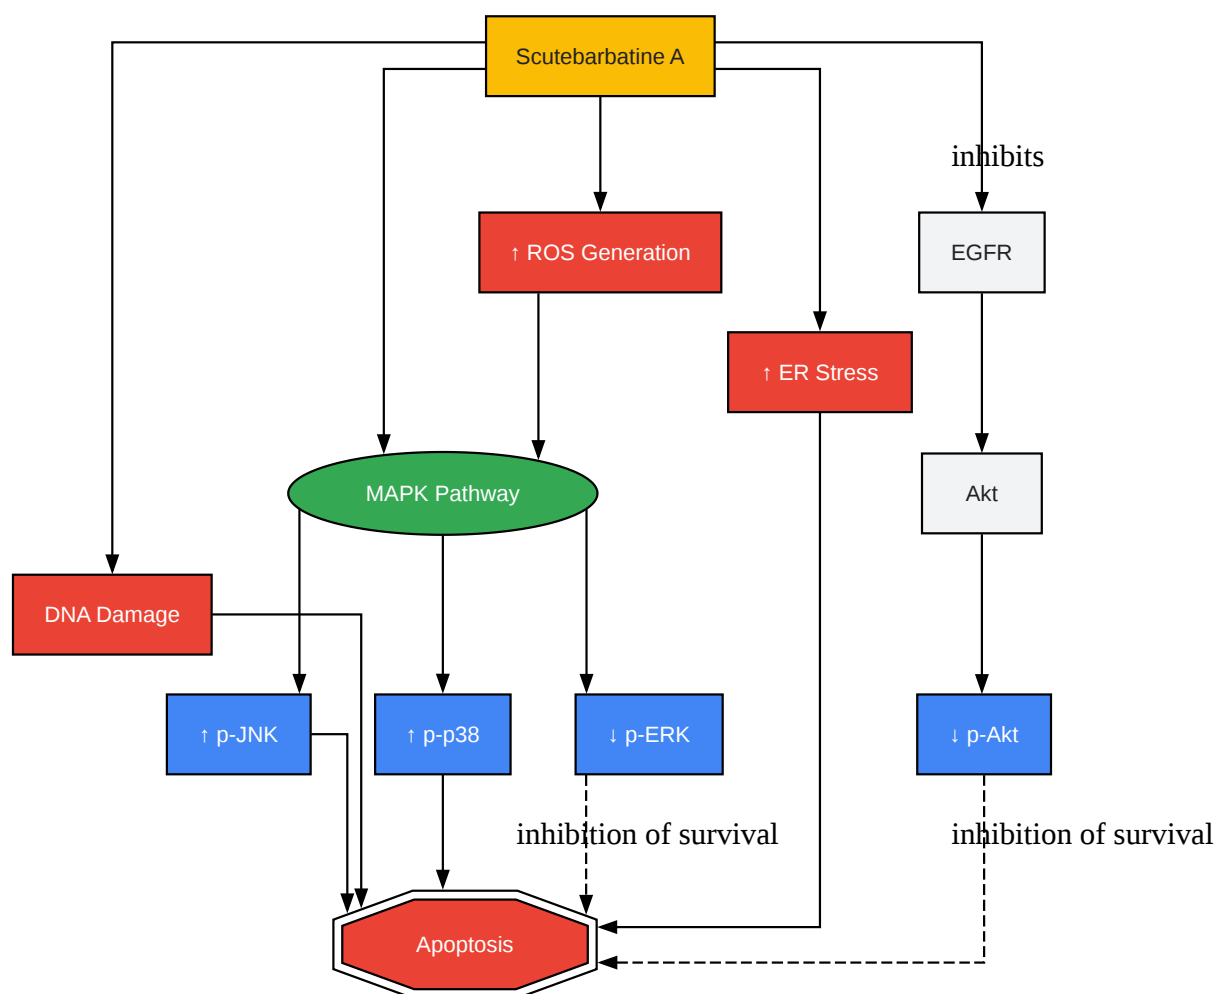 Scutebarbatine A
inhibits
↑ ROS Generation
EGFR
↑ ER Stress
MAPK Pathway
Akt
DNA Damage
↑ p-JNK
↑ p-p38
↓ p-ERK
↓ p-Akt
inhibition of survival
inhibition of survival
Apoptosis